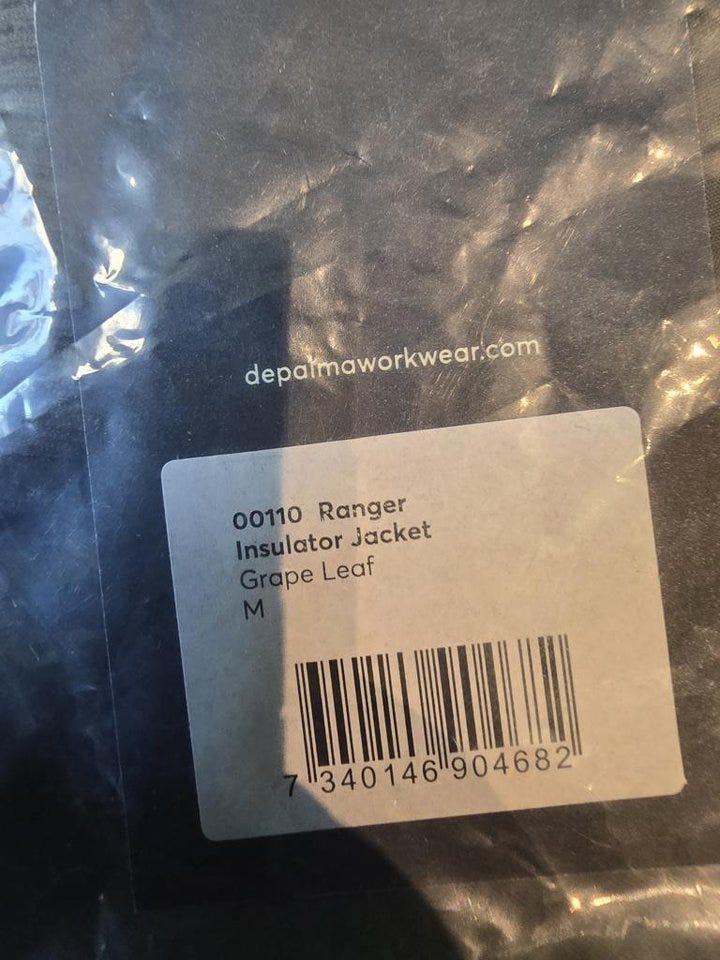 depalmaworkwear.com
00110 Ranger
Insulator Jacket
Grape Leaf
M
7 340146 904682